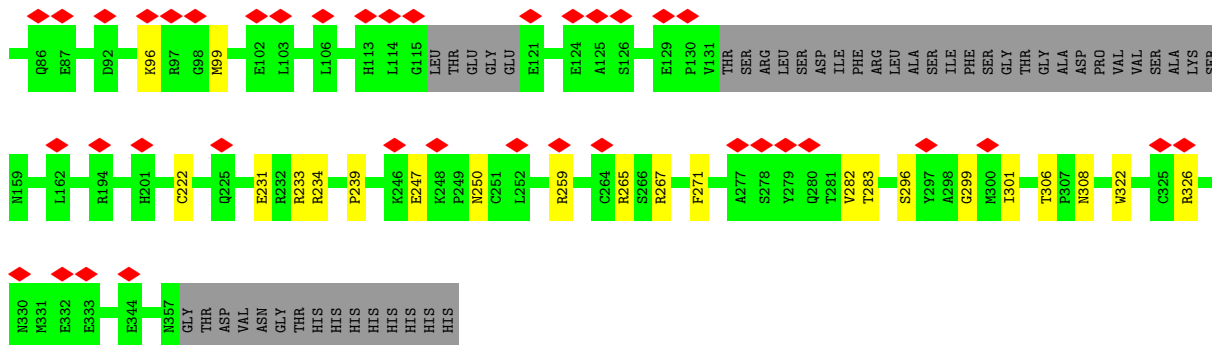 Q86 E87 D92 K96 R97 G98 M99 E102 L103 L106 H113 L114 G115 LEU THR GLU GLY GLU E121 E124 A125 S126 E129 P130 V131 THR SER ARG LEU SER ASP ILE PHE ARG LEU ALA SER ILE PHE SER GLY THR GLY ALA ASP PRO VAL VAL SER ALA LYS SER
N159 L162 R194 H201 C222 Q225 E231 R232 R233 R234 P239 K246 E247 K248 P249 N250 C251 L252 R259 C264 R265 S266 R267 F271 A277 S278 Y279 Q280 T281 V282 T283 S296 Y297 A298 G299 M300 I301 T306 P307 N308 W322 C325 R326
N330 M331 E332 E333 E344 N357 GLY THR ASP VAL ASN GLY THR HIS HIS HIS HIS HIS HIS HIS HIS